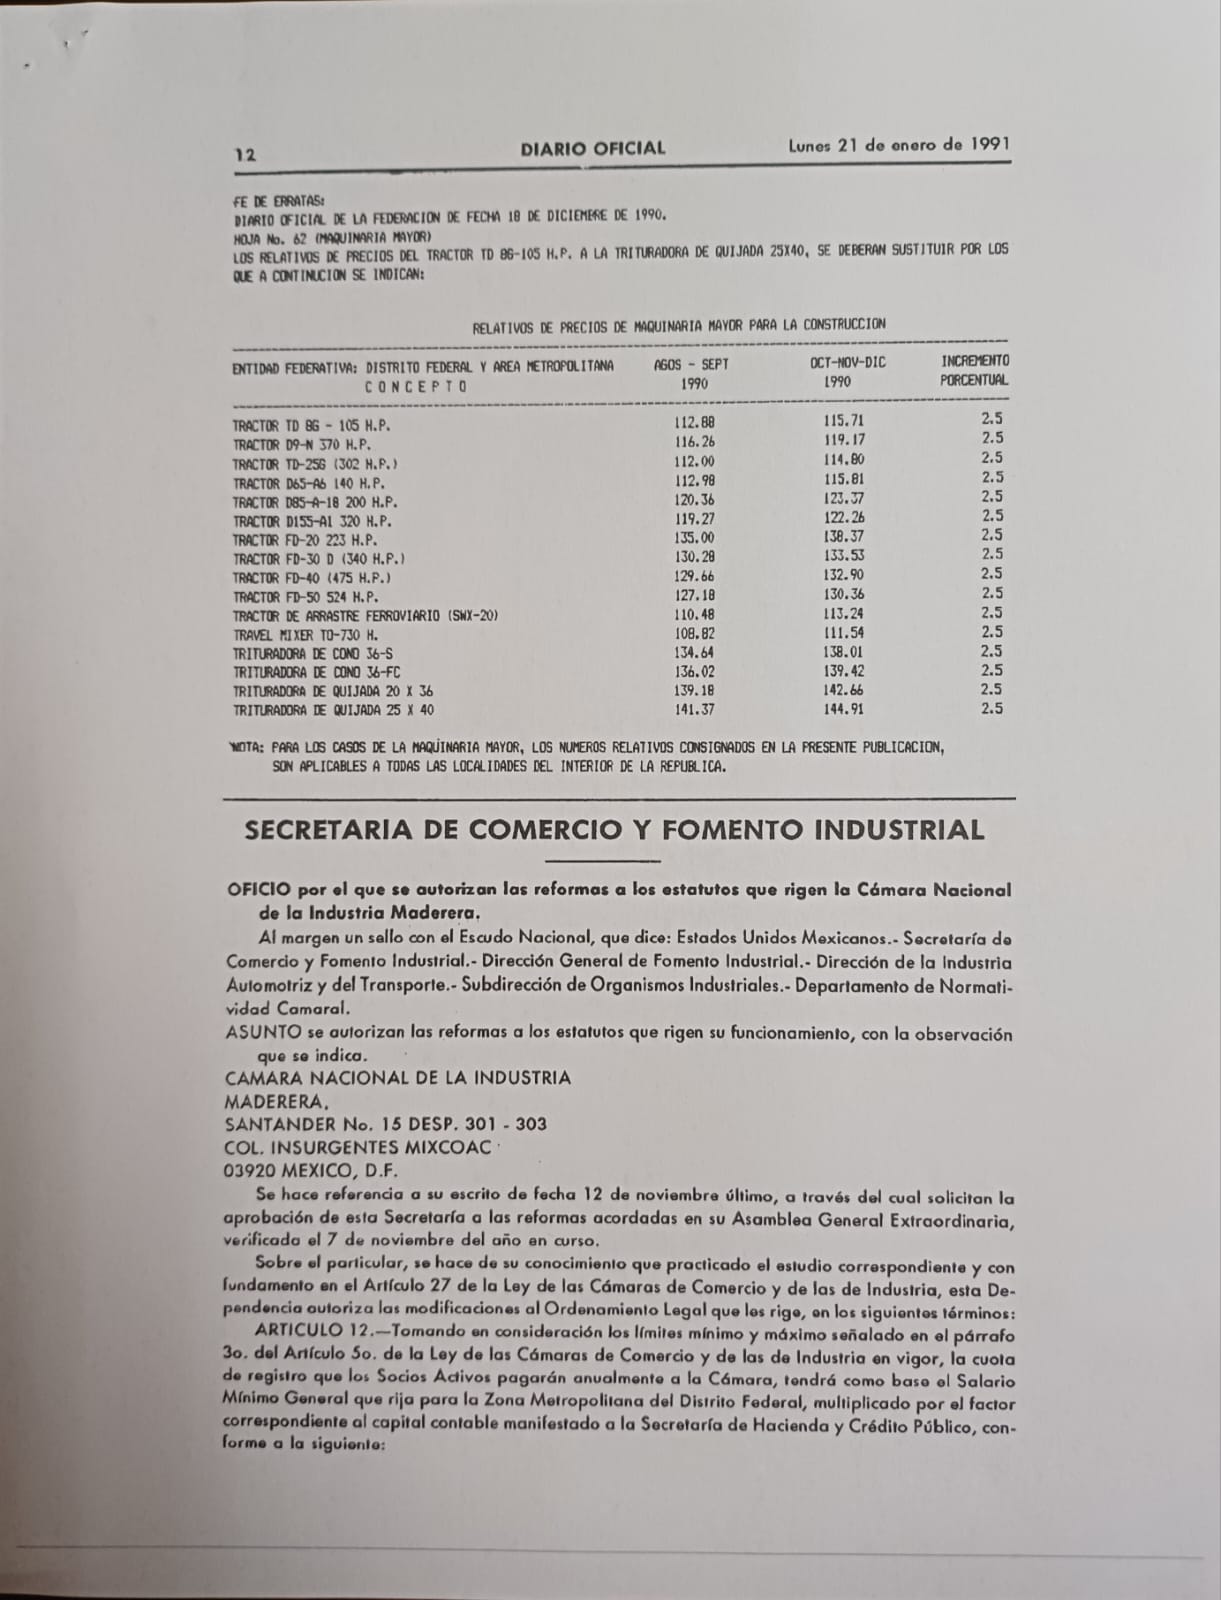 12 DIARIO OFICIAL Lunes 21 de enero de 1991
FE DE ERRATAS:
DIARIO OFICIAL DE LA FEDERACION DE FECHA 18 DE DICIEMBRE DE 1990.
HOJA No. 62 (MAQUINARIA MAYOR)
LOS RELATIVOS DE PRECIOS DEL TRACTOR TD 8G-105 H.P. A LA TRITURADORA DE QUIJADA 25X40, SE DEBERAN SUSTITUIR POR LOS
QUE A CONTINUCION SE INDICAN:
RELATIVOS DE PRECIOS DE MAQUINARIA MAYOR PARA LA CONSTRUCCION
ENTIDAD FEDERATIVA: DISTRITO FEDERAL Y AREA METROPOLITANA AGOS - SEPT OCT-NOV-DIC INCREMENTO
C O N C E P T O 1990 1990 PORCENTUAL
TRACTOR TD 8G - 105 H.P. 112.88 115.71 2.5
TRACTOR D9-N 370 H.P. 116.26 119.17 2.5
TRACTOR TD-25G (302 H.P.) 112.00 114.80 2.5
TRACTOR D65-A6 140 H.P. 112.98 115.81 2.5
TRACTOR D85-A-18 200 H.P. 120.36 123.37 2.5
TRACTOR D155-A1 320 H.P. 119.27 122.26 2.5
TRACTOR FD-20 223 H.P. 135.00 138.37 2.5
TRACTOR FD-30 D (340 H.P.) 130.28 133.53 2.5
TRACTOR FD-40 (475 H.P.) 129.66 132.90 2.5
TRACTOR FD-50 524 H.P. 127.18 130.36 2.5
TRACTOR DE ARRASTRE FERROVIARIO (SWX-20) 110.48 113.24 2.5
TRAVEL MIXER TO-730 H. 108.82 111.54 2.5
TRITURADORA DE CONO 36-S 134.64 138.01 2.5
TRITURADORA DE CONO 36-FC 136.02 139.42 2.5
TRITURADORA DE QUIJADA 20 X 36 139.18 142.66 2.5
TRITURADORA DE QUIJADA 25 X 40 141.37 144.91 2.5
NOTA: PARA LOS CASOS DE LA MAQUINARIA MAYOR, LOS NUMEROS RELATIVOS CONSIGNADOS EN LA PRESENTE PUBLICACION,
SON APLICABLES A TODAS LAS LOCALIDADES DEL INTERIOR DE LA REPUBLICA.
SECRETARIA DE COMERCIO Y FOMENTO INDUSTRIAL
OFICIO por el que se autorizan las reformas a los estatutos que rigen la Cámara Nacional
de la Industria Maderera.
Al margen un sello con el Escudo Nacional, que dice: Estados Unidos Mexicanos.- Secretaría de
Comercio y Fomento Industrial.- Dirección General de Fomento Industrial.- Dirección de la Industria
Automotriz y del Transporte.- Subdirección de Organismos Industriales.- Departamento de Normati-
vidad Camaral.
ASUNTO se autorizan las reformas a los estatutos que rigen su funcionamiento, con la observación
que se indica.
CAMARA NACIONAL DE LA INDUSTRIA
MADERERA,
SANTANDER No. 15 DESP. 301 - 303
COL. INSURGENTES MIXCOAC
03920 MEXICO, D.F.
Se hace referencia a su escrito de fecha 12 de noviembre último, a través del cual solicitan la
aprobación de esta Secretaría a las reformas acordadas en su Asamblea General Extraordinaria,
verificada el 7 de noviembre del año en curso.
Sobre el particular, se hace de su conocimiento que practicado el estudio correspondiente y con
fundamento en el Artículo 27 de la Ley de las Cámaras de Comercio y de las de Industria, esta De-
pendencia autoriza las modificaciones al Ordenamiento Legal que les rige, en los siguientes términos:
ARTICULO 12.—Tomando en consideración los límites mínimo y máximo señalado en el párrafo
3o. del Artículo 5o. de la Ley de las Cámaras de Comercio y de las de Industria en vigor, la cuota
de registro que los Socios Activos pagarán anualmente a la Cámara, tendrá como base el Salario
Mínimo General que rija para la Zona Metropolitana del Distrito Federal, multiplicado por el factor
correspondiente al capital contable manifestado a la Secretaría de Hacienda y Crédito Público, con-
forme a la siguiente: